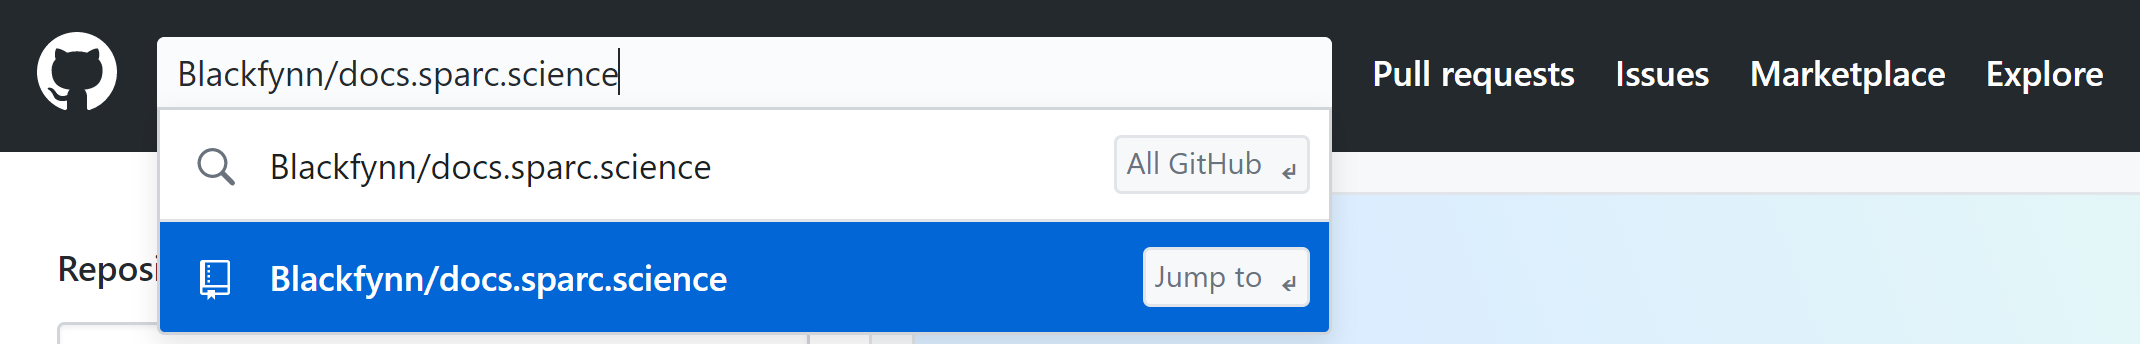 Blackfynn/docs.sparc.science
Pull requests Issues Marketplace Explore
Blackfynn/docs.sparc.science All GitHub ↵
Blackfynn/docs.sparc.science Jump to ↵
Reposi